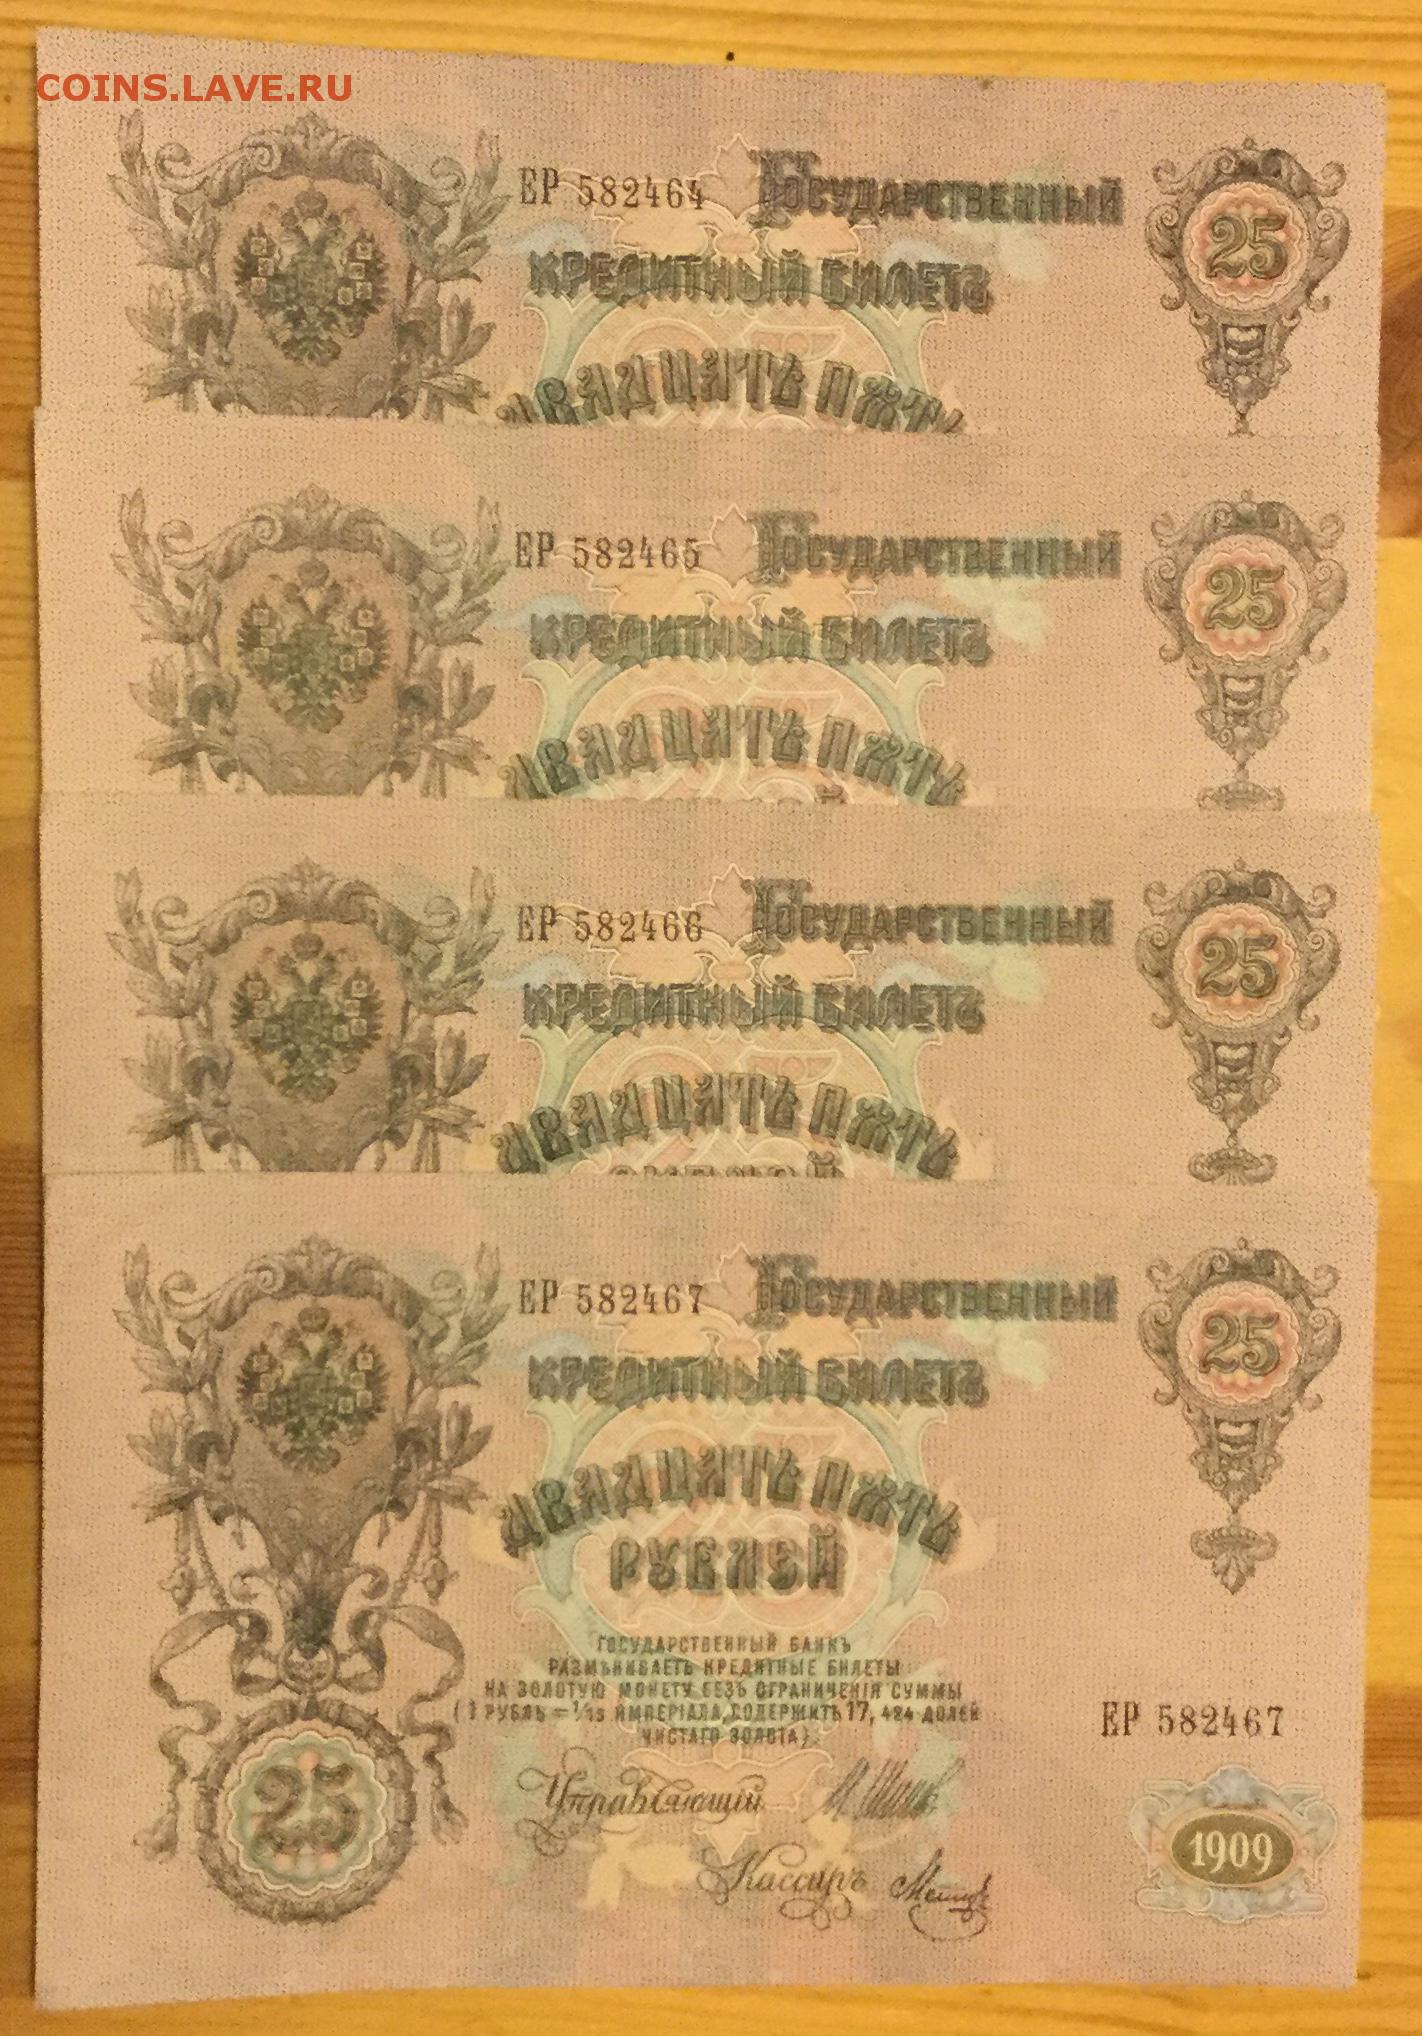 COINS.LAVE.RU
ЕР 582464 Государственный
кредитный билетъ
двадцать пять
25
ЕР 582465 Государственный
кредитный билетъ
двадцать пять
25
ЕР 582466 Государственный
кредитный билетъ
двадцать пять
25
ЕР 582467 Государственный
кредитный билетъ
двадцать пять
рублей
25
ГОСУДАРСТВЕННЫЙ БАНКЪ
РАЗМѢНИВАЕТЪ КРЕДИТНЫЕ БИЛЕТЫ
НА ЗОЛОТУЮ МОНЕТУ БЕЗЪ ОГРАНИЧЕНІЯ СУММЫ
(1 РУБЛЬ = 1/15 ИМПЕРІАЛА, СОДЕРЖИТЪ 17,424 ДОЛЕЙ
ЧИСТАГО ЗОЛОТА).
ЕР 582467
25
Управляющій
Кассиръ
1909